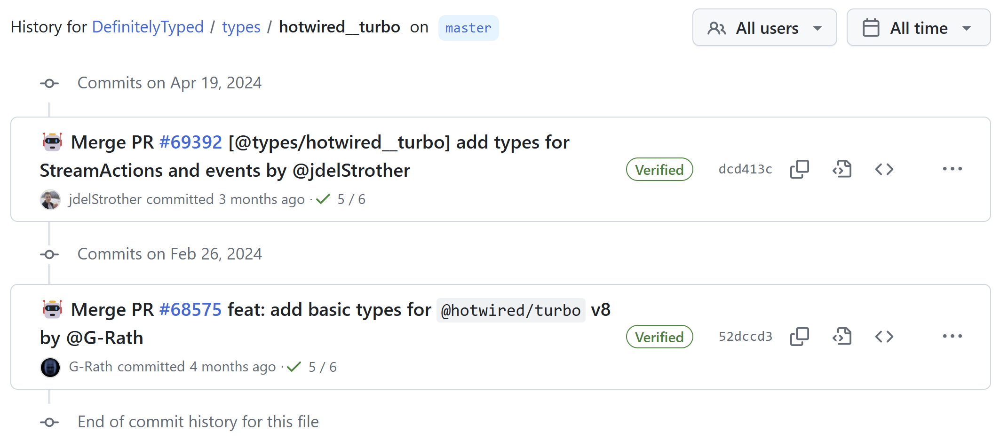 History for DefinitelyTyped / types / hotwired__turbo on master
All users
All time
Commits on Apr 19, 2024
Merge PR #69392 [@types/hotwired__turbo] add types for
StreamActions and events by @jdelStrother
Verified
dcd413c
jdelStrother committed 3 months ago · 5 / 6
Commits on Feb 26, 2024
Merge PR #68575 feat: add basic types for @hotwired/turbo v8
by @G-Rath
Verified
52dccd3
G-Rath committed 4 months ago · 5 / 6
End of commit history for this file